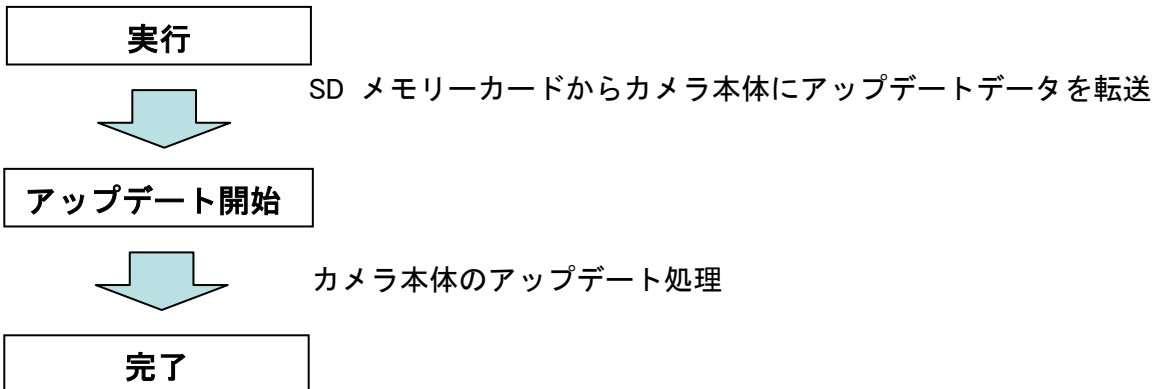 実行
SD メモリーカードからカメラ本体にアップデートデータを転送
アップデート開始
カメラ本体のアップデート処理
完了